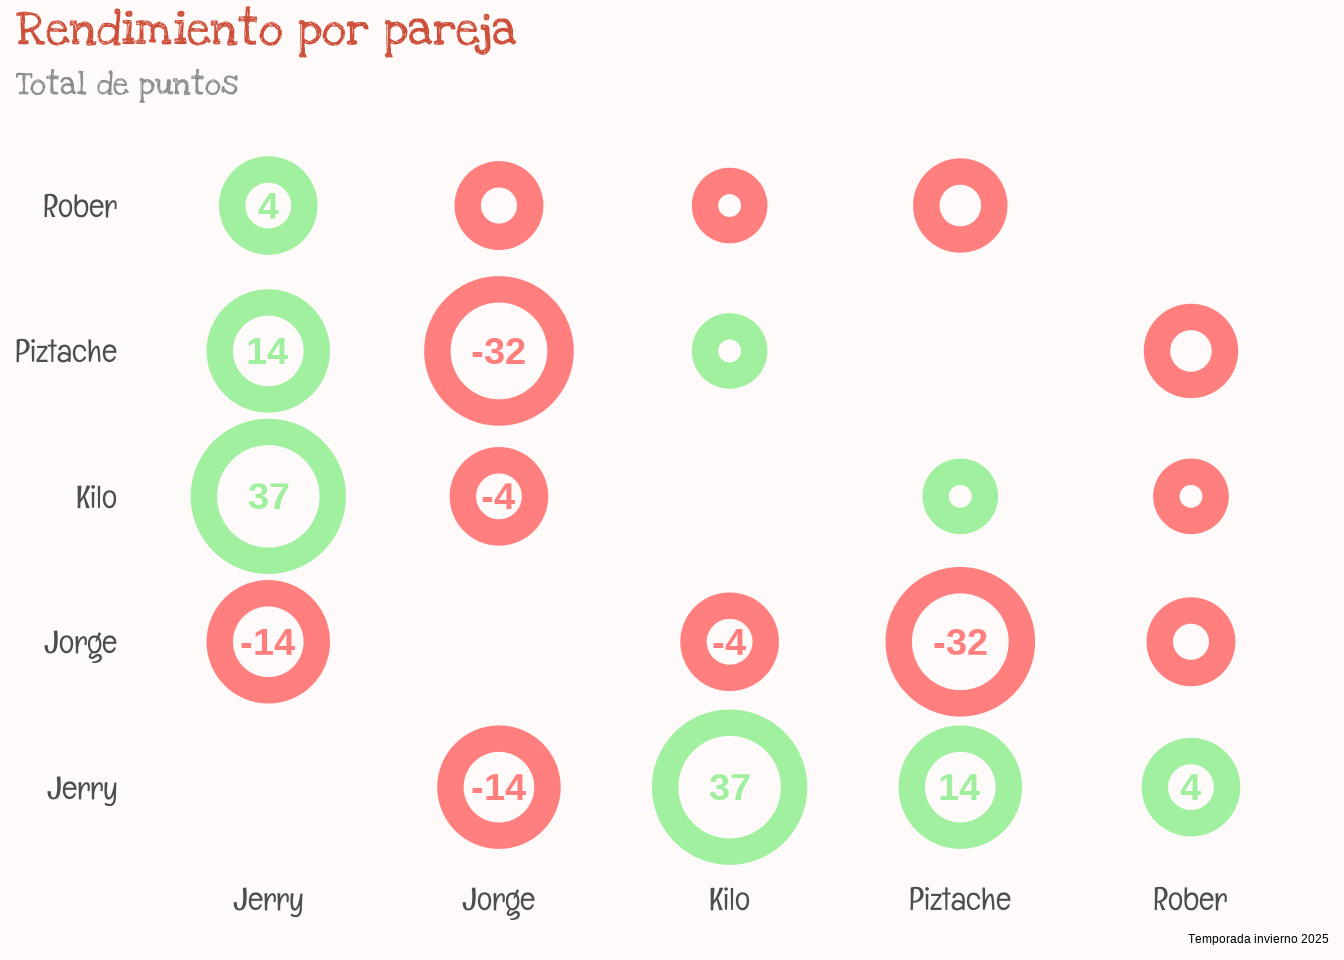 Rendimiento por pareja
Total de puntos
Rober 4
Piztache 14 -32
Kilo 37 -4
Jorge -14 -4 -32
Jerry -14 37 14 4
Jerry Jorge Kilo Piztache Rober
Temporada invierno 2025